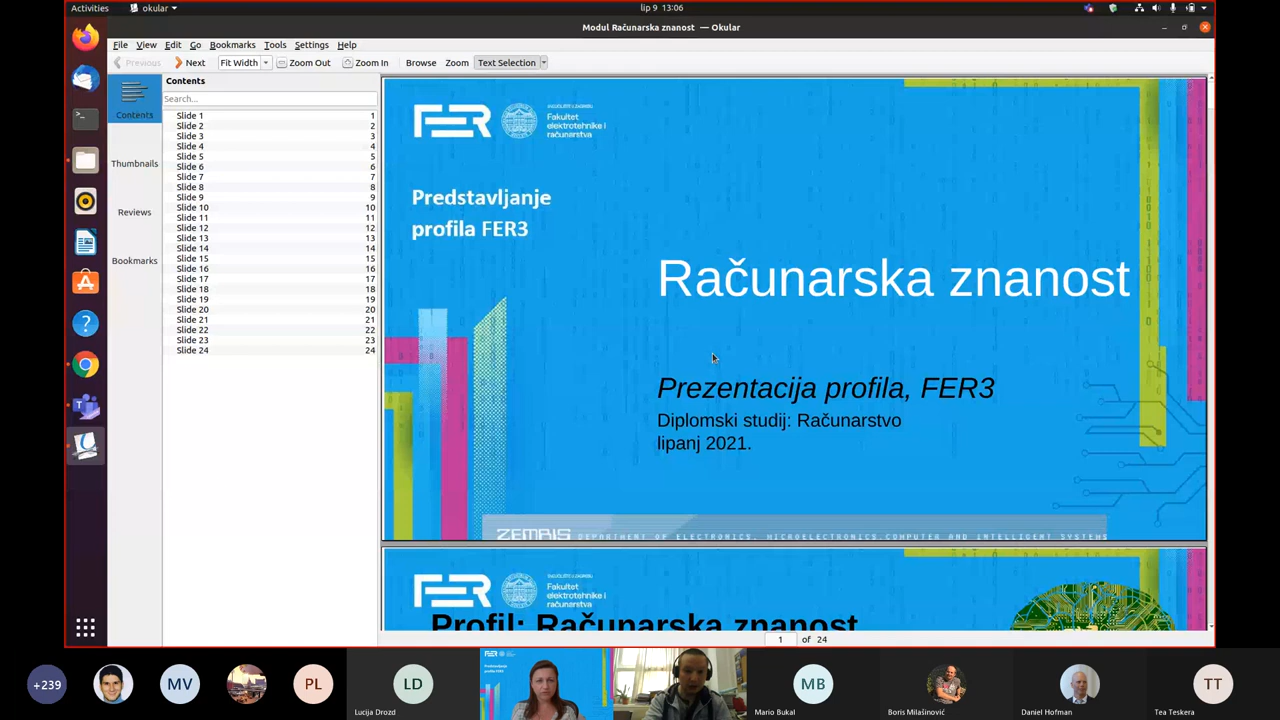 Activities
okular
lip 9 13:06
Modul Računarska znanost — Okular
File View Edit Go Bookmarks Tools Settings Help
Previous Next Fit Width Zoom Out Zoom In Browse Zoom Text Selection
Contents
Thumbnails
Reviews
Bookmarks
Contents
Search...
Slide 1 1
Slide 2 2
Slide 3 3
Slide 4 4
Slide 5 5
Slide 6 6
Slide 7 7
Slide 8 8
Slide 9 9
Slide 10 10
Slide 11 11
Slide 12 12
Slide 13 13
Slide 14 14
Slide 15 15
Slide 16 16
Slide 17 17
Slide 18 18
Slide 19 19
Slide 20 20
Slide 21 21
Slide 22 22
Slide 23 23
Slide 24 24
FER
Fakultet
elektrotehnike i
računarstva
Predstavljanje
profila FER3
Računarska znanost
Prezentacija profila, FER3
Diplomski studij: Računarstvo
lipanj 2021.
ZEMRIS DEPARTMENT OF ELECTRONICS, MICROELECTRONICS COMPUTER AND INTELLIGENT SYSTEMS
FER
Fakultet
elektrotehnike i
računarstva
Profil: Računarska znanost
1 of 24
+239
MV
PL
LD
Lucija Drozd
MB
Mario Bukal
Boris Milašinović
Daniel Hofman
TT
Tea Teskera